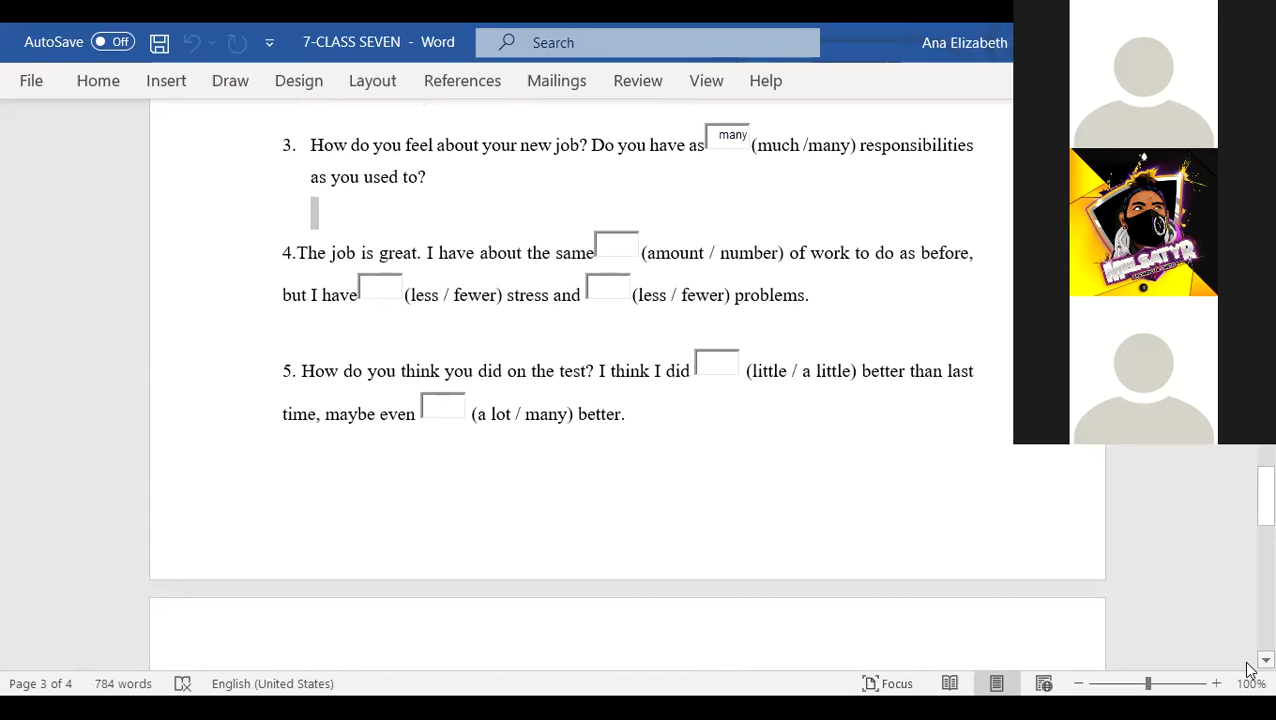 AutoSave Off 7-CLASS SEVEN - Word Search Ana Elizabeth
File Home Insert Draw Design Layout References Mailings Review View Help
3. How do you feel about your new job? Do you have as many (much /many) responsibilities
as you used to?
4.The job is great. I have about the same (amount / number) of work to do as before,
but I have (less / fewer) stress and (less / fewer) problems.
5. How do you think you did on the test? I think I did (little / a little) better than last
time, maybe even (a lot / many) better.
MELSATYR
Page 3 of 4 784 words English (United States) Focus 100%